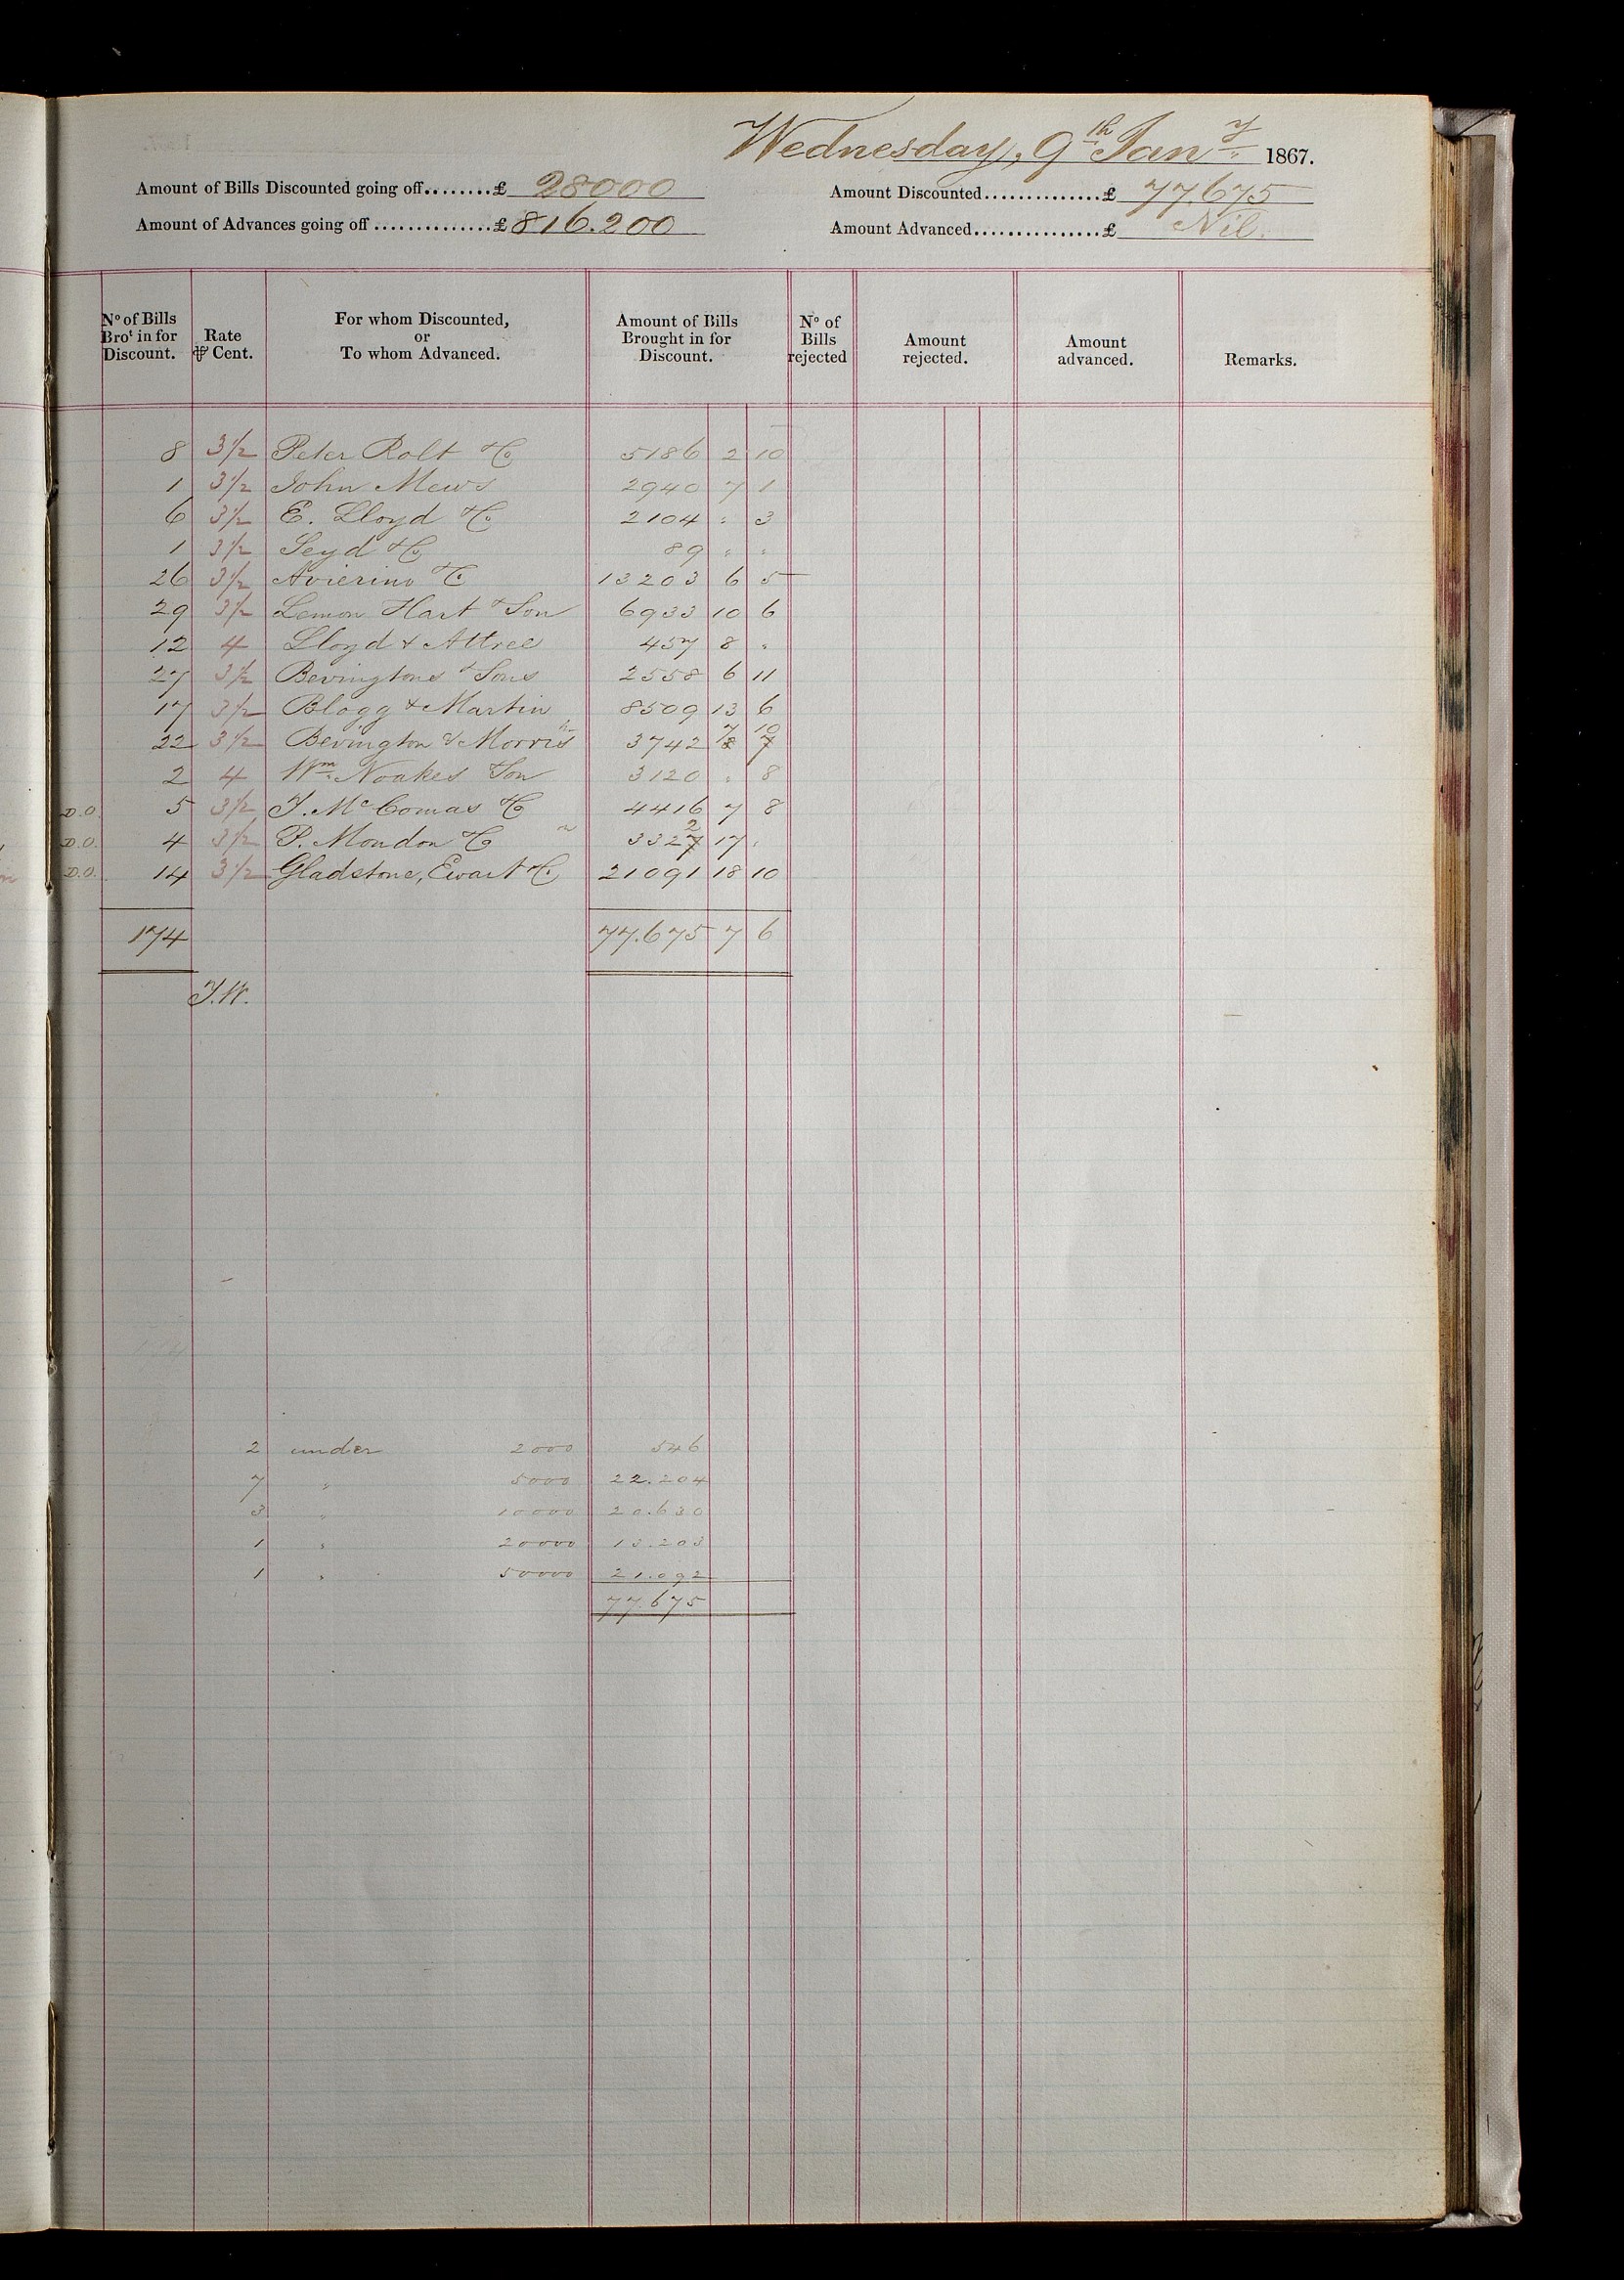 Wednesday, 9th Jany 1867.
Amount of Bills Discounted going off........£ 28000
Amount Discounted..............£ 77675
Amount of Advances going off..............£ 816.200
Amount Advanced................£ Nil.
No of Bills Brot in for Discount.
Rate ⅌ Cent.
For whom Discounted, or To whom Advanced.
Amount of Bills Brought in for Discount.
No of Bills rejected
Amount rejected.
Amount advanced.
Remarks.
8 3½ Peter Rolt & Co 5186 2 10
1 3½ John Mews 2940 7 1
6 3½ E. Lloyd & Co 2104 " 3
1 3½ Seyd & Co 89 " "
26 3½ Avierino & Co 13203 6 5
29 3½ Lemon Hart & Son 6933 10 6
12 4 Lloyd & Attree 457 8 "
27 3½ Bevingtons & Sons 2558 6 11
17 3½ Blogg & Martin 8509 13 6
22 3½ Bevington & Morris 3742 7 10
2 4 Wm Noakes & Son 3120 " 8
D.O. 5 3½ J. McComas & Co 4416 7 8
D.O. 4 3½ P. Moudon & Co 3322 17 "
D.O. 14 3½ Gladstone, Ewart & Co 21091 18 10
174 77.675 7 6
J.W.
2 under 2000 546
7 " 5000 22.204
3 " 10000 20.630
1 " 20000 13.203
1 " 50000 21.092
77.675